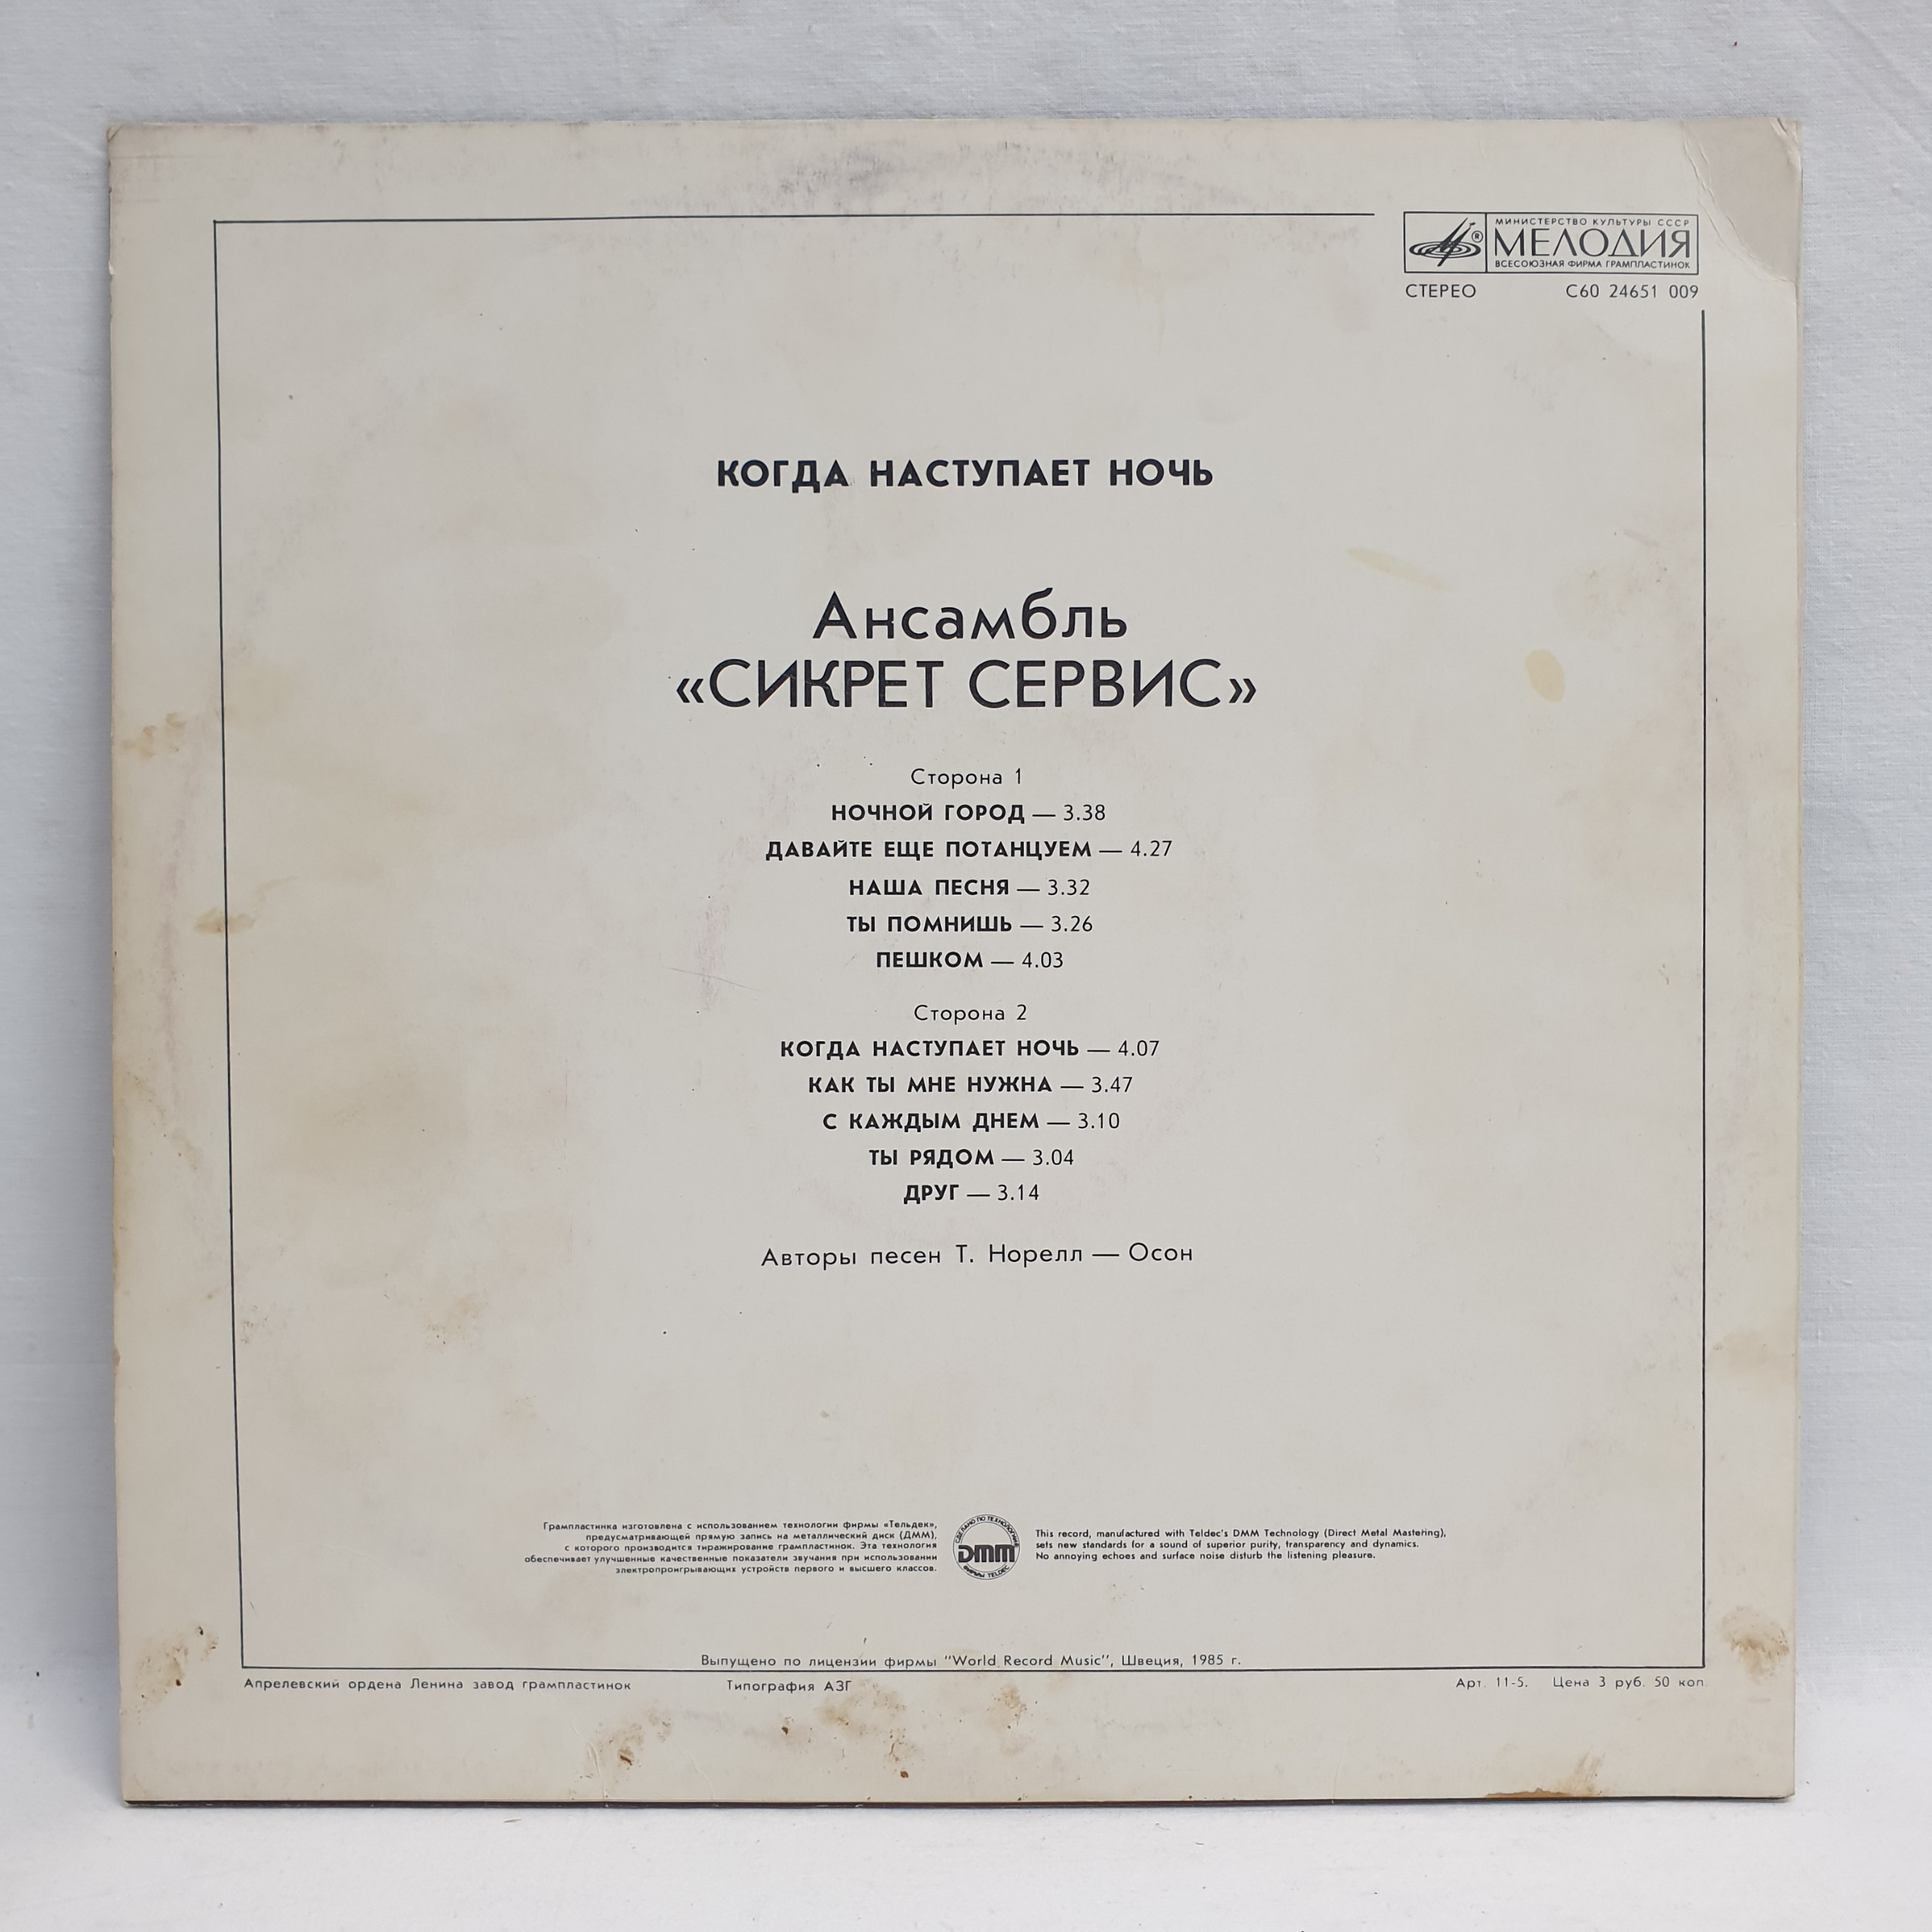 МИНИСТЕРСТВО КУЛЬТУРЫ СССР
МЕЛОДИЯ
ВСЕСОЮЗНАЯ ФИРМА ГРАМПЛАСТИНОК
СТЕРЕО С60 24651 009
КОГДА НАСТУПАЕТ НОЧЬ
Ансамбль
«СИКРЕТ СЕРВИС»
Сторона 1
НОЧНОЙ ГОРОД — 3.38
ДАВАЙТЕ ЕЩЕ ПОТАНЦУЕМ — 4.27
НАША ПЕСНЯ — 3.32
ТЫ ПОМНИШЬ — 3.26
ПЕШКОМ — 4.03
Сторона 2
КОГДА НАСТУПАЕТ НОЧЬ — 4.07
КАК ТЫ МНЕ НУЖНА — 3.47
С КАЖДЫМ ДНЕМ — 3.10
ТЫ РЯДОМ — 3.04
ДРУГ — 3.14
Авторы песен Т. Норелл — Осон
Грампластинка изготовлена с использованием технологии фирмы «Тельдек»,
предусматривающей прямую запись на металлический диск (ДММ),
с которого производится тиражирование грампластинок. Эта технология
обеспечивает улучшенные качественные показатели звучания при использовании
электропроигрывающих устройств первого и высшего классов.
СДЕЛАНО ПО ТЕХНОЛОГИИ
DMM
ФИРМЫ TELDEC
This record, manufactured with Teldec's DMM Technology (Direct Metal Mastering),
sets new standards for a sound of superior purity, transparency and dynamics.
No annoying echoes and surface noise disturb the listening pleasure.
Выпущено по лицензии фирмы "World Record Music", Швеция, 1985 г.
Апрелевский ордена Ленина завод грампластинок Типография АЗГ Арт. 11-5. Цена 3 руб. 50 коп.